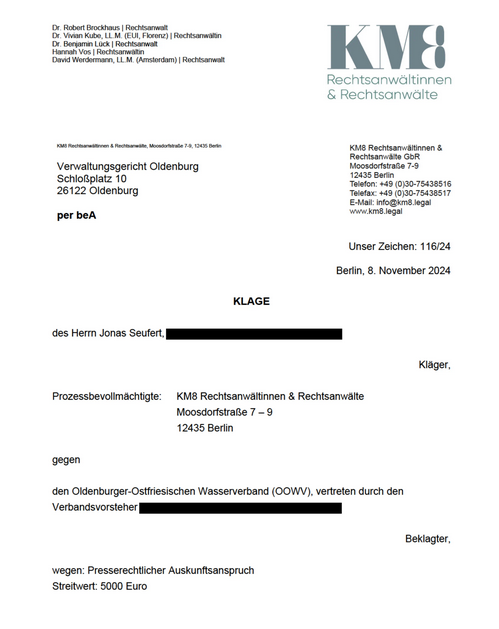 Dr. Robert Brockhaus | Rechtsanwalt
Dr. Vivian Kube, LL.M. (EUI, Florenz) | Rechtsanwältin
Dr. Benjamin Lück | Rechtsanwalt
Hannah Vos | Rechtsanwältin
David Werdermann, LL.M. (Amsterdam) | Rechtsanwalt
KM8
Rechtsanwältinnen
& Rechtsanwälte
KM8 Rechtsanwältinnen & Rechtsanwälte, Moosdorfstraße 7-9, 12435 Berlin
Verwaltungsgericht Oldenburg
Schloßplatz 10
26122 Oldenburg
per beA
KM8 Rechtsanwältinnen &
Rechtsanwälte GbR
Moosdorfstraße 7-9
12435 Berlin
Telefon: +49 (0)30-75438516
Telefax: +49 (0)30-75438517
E-Mail: info@km8.legal
www.km8.legal
Unser Zeichen: 116/24
Berlin, 8. November 2024
KLAGE
des Herrn Jonas Seufert,
Kläger,
Prozessbevollmächtigte: KM8 Rechtsanwältinnen & Rechtsanwälte
Moosdorfstraße 7 – 9
12435 Berlin
gegen
den Oldenburger-Ostfriesischen Wasserverband (OOWV), vertreten durch den
Verbandsvorsteher
Beklagter,
wegen: Presserechtlicher Auskunftsanspruch
Streitwert: 5000 Euro